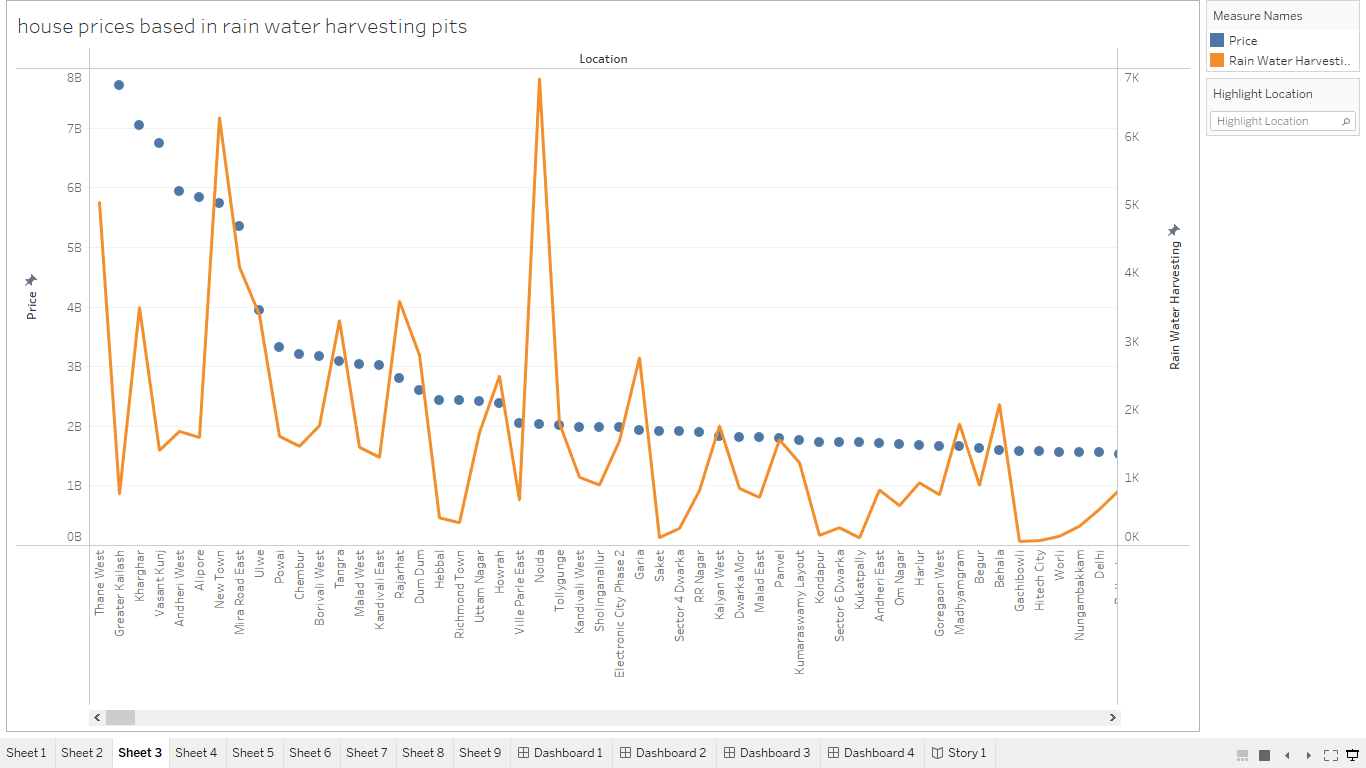 house prices based in rain water harvesting pits
Location
Price
8B
7B
6B
5B
4B
3B
2B
1B
0B
7K
6K
5K
4K
3K
2K
1K
0K
Rain Water Harvesting
Thane West
Greater Kailash
Kharghar
Vasant Kunj
Andheri West
Alipore
New Town
Mira Road East
Ulwe
Powai
Chembur
Borivali West
Tangra
Malad West
Kandivali East
Rajarhat
Dum Dum
Hebbal
Richmond Town
Uttam Nagar
Howrah
Ville Parle East
Noida
Tollygunge
Kandivali West
Sholinganallur
Electronic City Phase 2
Garia
Saket
Sector 4 Dwarka
RR Nagar
Kalyan West
Dwarka Mor
Malad East
Panvel
Kumaraswamy Layout
Kondapur
Sector 6 Dwarka
Kukatpally
Andheri East
Om Nagar
Harlur
Goregaon West
Madhyamgram
Begur
Behala
Gachibowli
Hitech City
Worli
Nungambakkam
Delhi
Measure Names
Price
Rain Water Harvesti..
Highlight Location
Highlight Location
Sheet 1 Sheet 2 Sheet 3 Sheet 4 Sheet 5 Sheet 6 Sheet 7 Sheet 8 Sheet 9 Dashboard 1 Dashboard 2 Dashboard 3 Dashboard 4 Story 1